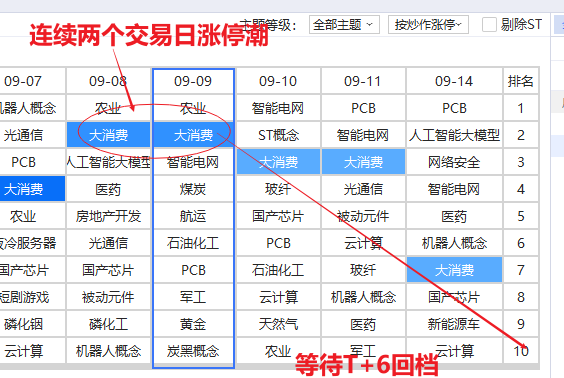 主题等级： 全部主题 按炒作涨停 剔除ST
连续两个交易日涨停潮
09-07 09-08 09-09 09-10 09-11 09-14 排名
机器人概念 农业 农业 智能电网 PCB PCB 1
光通信 大消费 大消费 ST概念 智能电网 人工智能大模型 2
PCB 人工智能大模型 智能电网 大消费 大消费 网络安全 3
大消费 医药 煤炭 玻纤 光通信 智能电网 4
农业 房地产开发 航运 国产芯片 被动元件 医药 5
液冷服务器 光通信 石油化工 PCB 云计算 机器人概念 6
国产芯片 国产芯片 PCB 石油化工 玻纤 大消费 7
短剧游戏 被动元件 军工 云计算 机器人概念 国产芯片 8
磷化铟 磷化工 黄金 天然气 医药 新能源车 9
云计算 机器人概念 炭黑概念 农业 军工 云计算 10
等待T+6回档